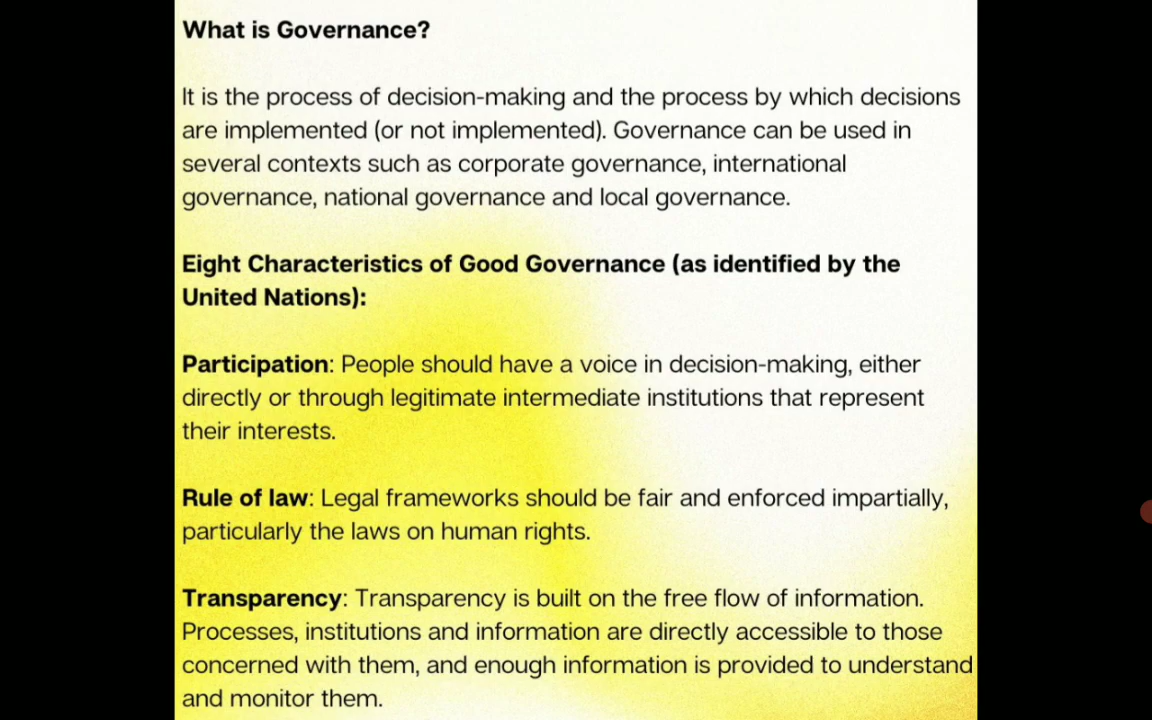 What is Governance?
It is the process of decision-making and the process by which decisions
are implemented (or not implemented). Governance can be used in
several contexts such as corporate governance, international
governance, national governance and local governance.
Eight Characteristics of Good Governance (as identified by the
United Nations):
Participation: People should have a voice in decision-making, either
directly or through legitimate intermediate institutions that represent
their interests.
Rule of law: Legal frameworks should be fair and enforced impartially,
particularly the laws on human rights.
Transparency: Transparency is built on the free flow of information.
Processes, institutions and information are directly accessible to those
concerned with them, and enough information is provided to understand
and monitor them.